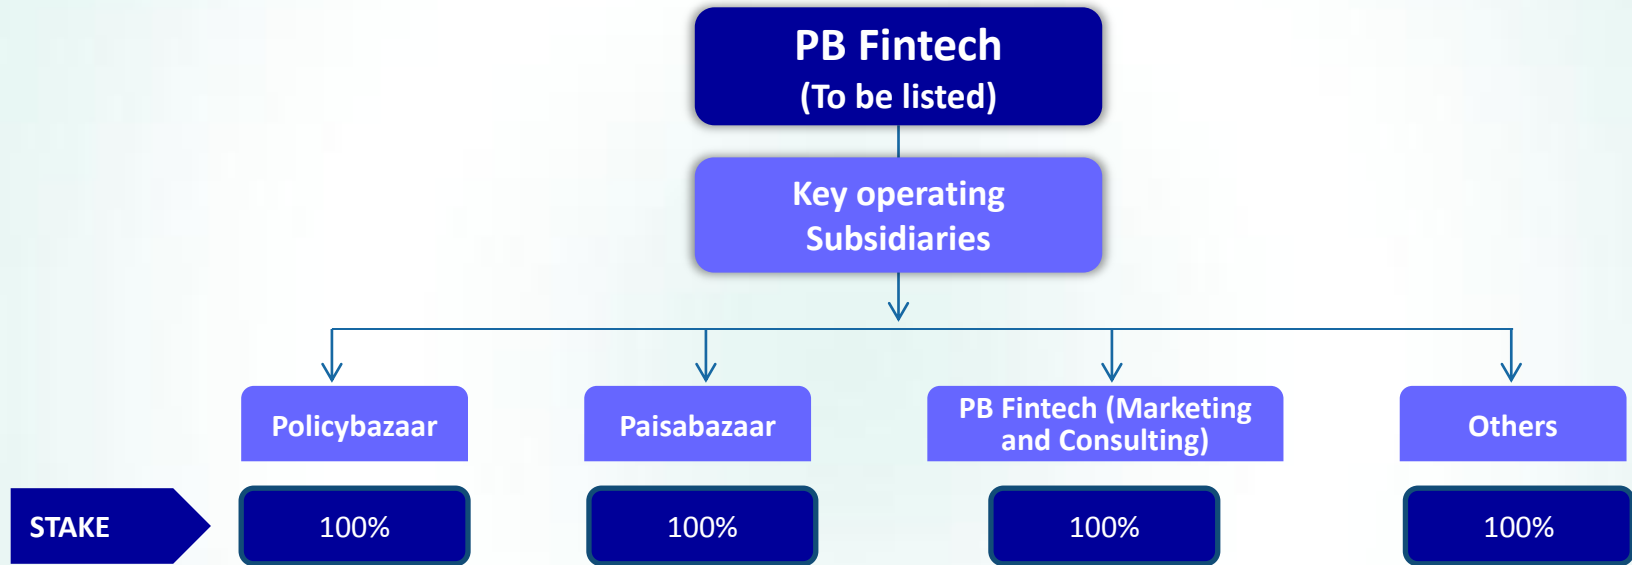 PB Fintech
(To be listed)
Key operating
Subsidiaries
Policybazaar
Paisabazaar
PB Fintech (Marketing
and Consulting)
Others
STAKE
100%
100%
100%
100%